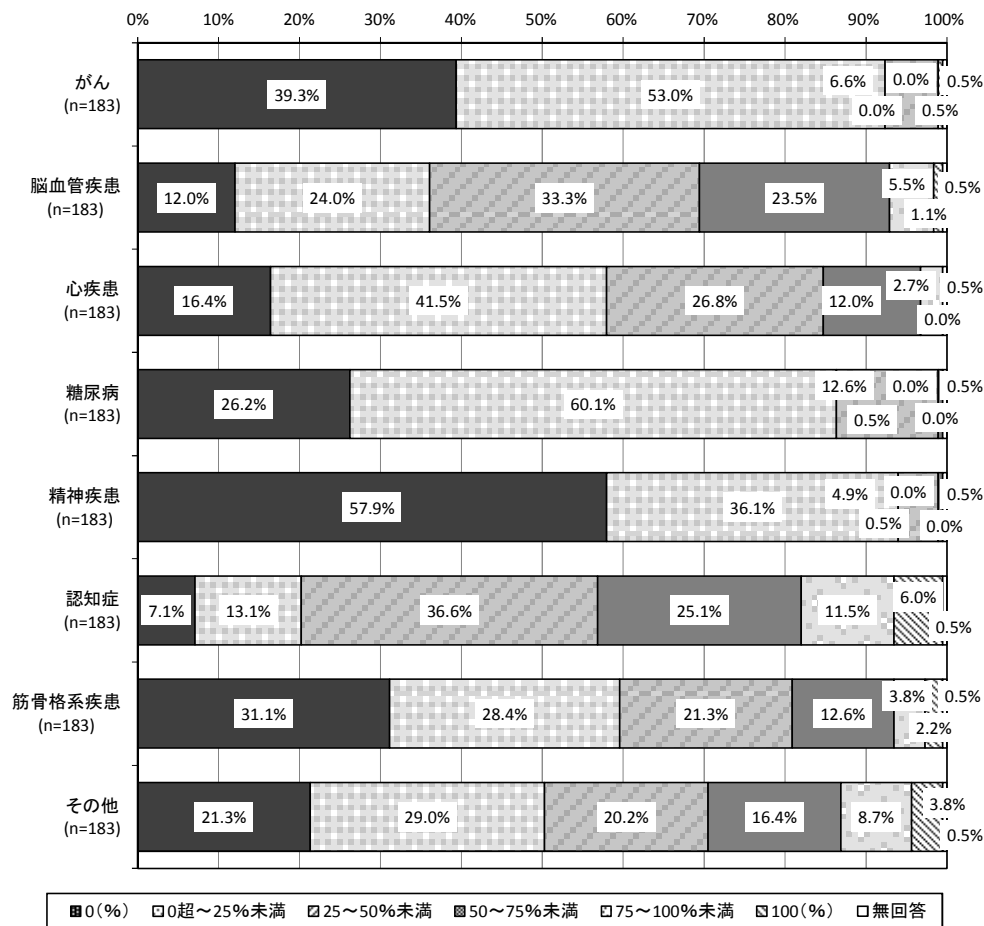 0% 10% 20% 30% 40% 50% 60% 70% 80% 90% 100%
がん
(n=183)
39.3% 53.0% 6.6% 0.0% 0.5%
0.0% 0.5%
脳血管疾患
(n=183)
12.0% 24.0% 33.3% 23.5% 5.5% 0.5%
1.1%
心疾患
(n=183)
16.4% 41.5% 26.8% 12.0% 2.7% 0.5%
0.0%
糖尿病
(n=183)
26.2% 60.1% 12.6% 0.0% 0.5%
0.5% 0.0%
精神疾患
(n=183)
57.9% 36.1% 4.9% 0.0% 0.5%
0.5% 0.0%
認知症
(n=183)
7.1% 13.1% 36.6% 25.1% 11.5% 6.0%
0.5%
筋骨格系疾患
(n=183)
31.1% 28.4% 21.3% 12.6% 3.8% 0.5%
2.2%
その他
(n=183)
21.3% 29.0% 20.2% 16.4% 8.7% 3.8%
0.5%
0(%) 0超～25%未満 25～50%未満 50～75%未満 75～100%未満 100(%) 無回答